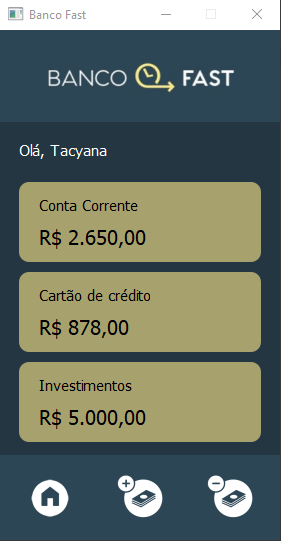 Banco Fast
BANCO FAST
Olá, Tacyana
Conta Corrente
R$ 2.650,00
Cartão de crédito
R$ 878,00
Investimentos
R$ 5.000,00